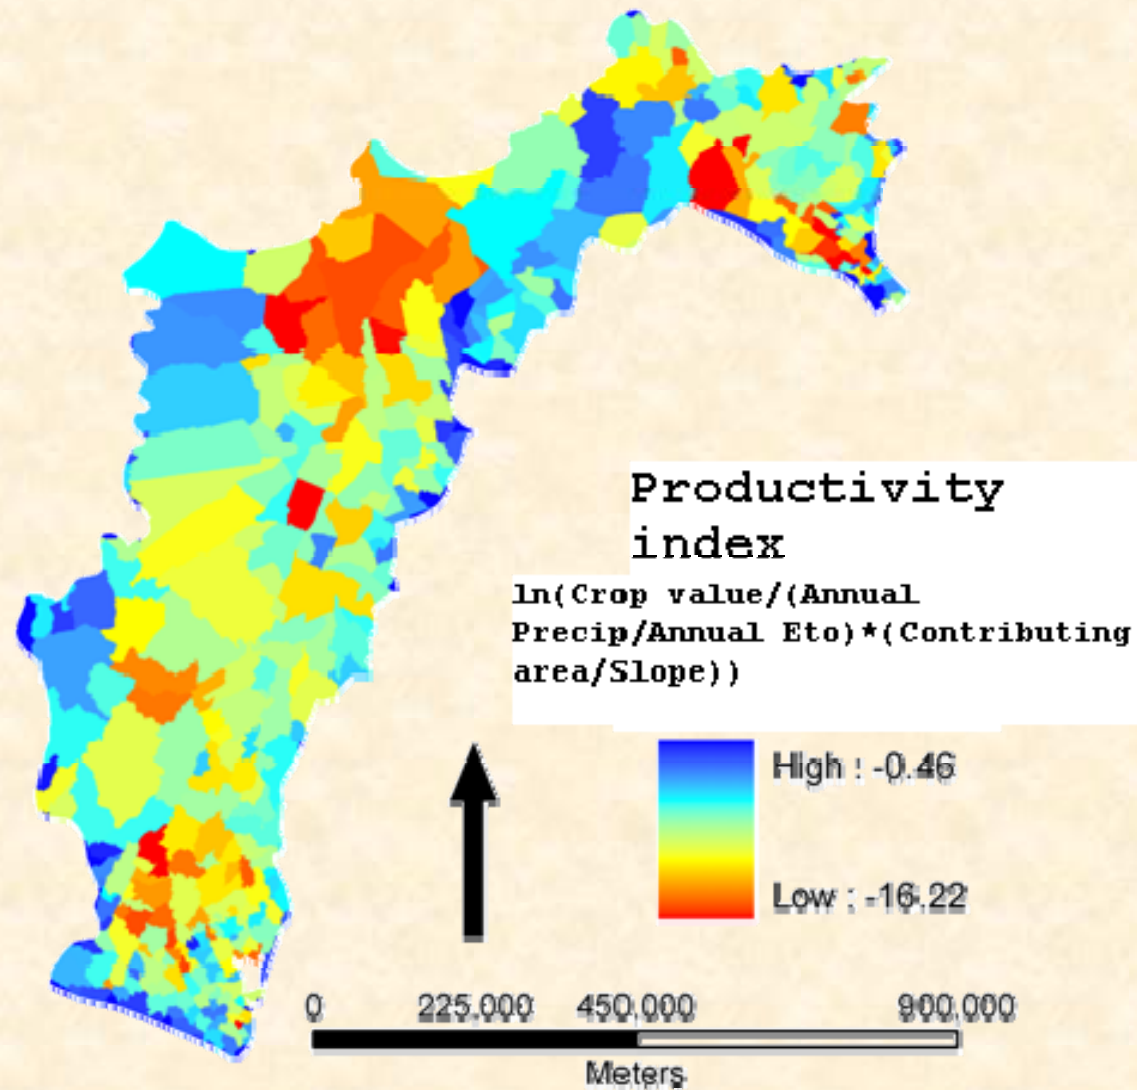 Productivity
index
ln(Crop value/(Annual
Precip/Annual Eto)*(Contributing
area/Slope))
High : -0.46
Low : -16.22
0 225,000 450,000 900,000
Meters